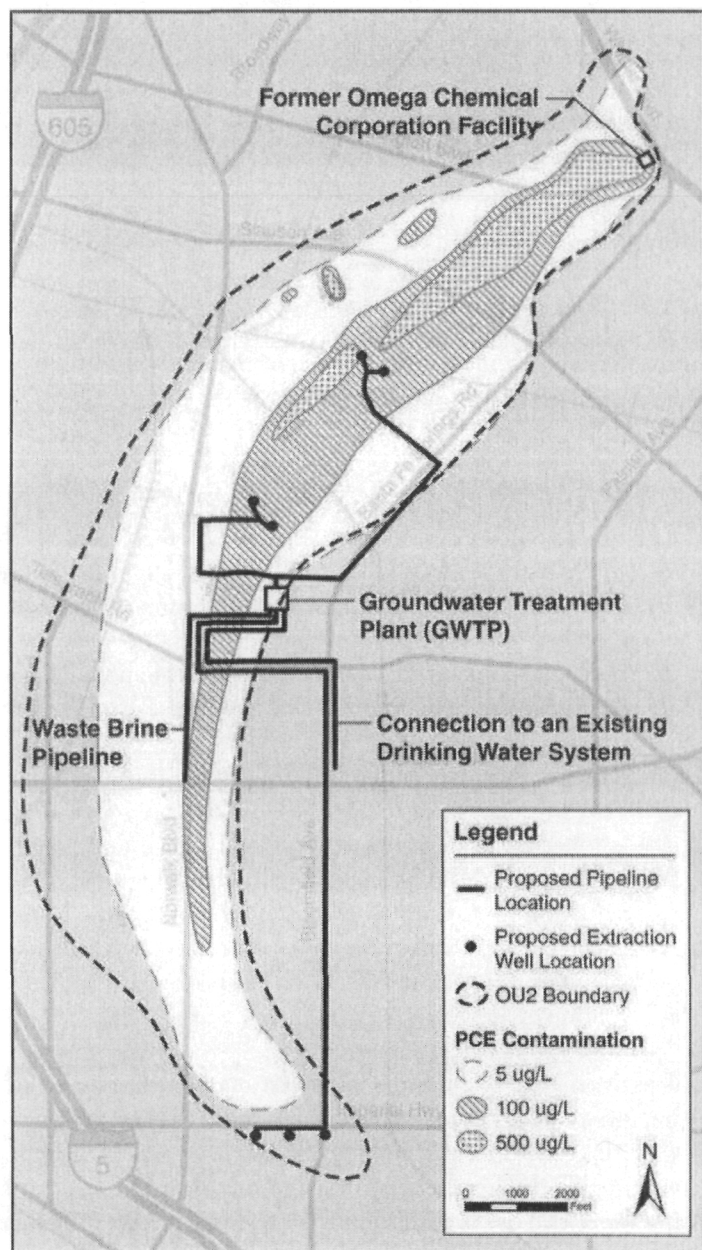 605
Former Omega Chemical
Corporation Facility
Santa Fe Springs Rd
Groundwater Treatment
Plant (GWTP)
Waste Brine
Pipeline
Connection to an Existing
Drinking Water System
Norwalk Blvd
Bloomfield Ave
Imperial Hwy
5
Legend
Proposed Pipeline
Location
Proposed Extraction
Well Location
OU2 Boundary
PCE Contamination
5 ug/L
100 ug/L
500 ug/L
N
0 1000 2000
Feet